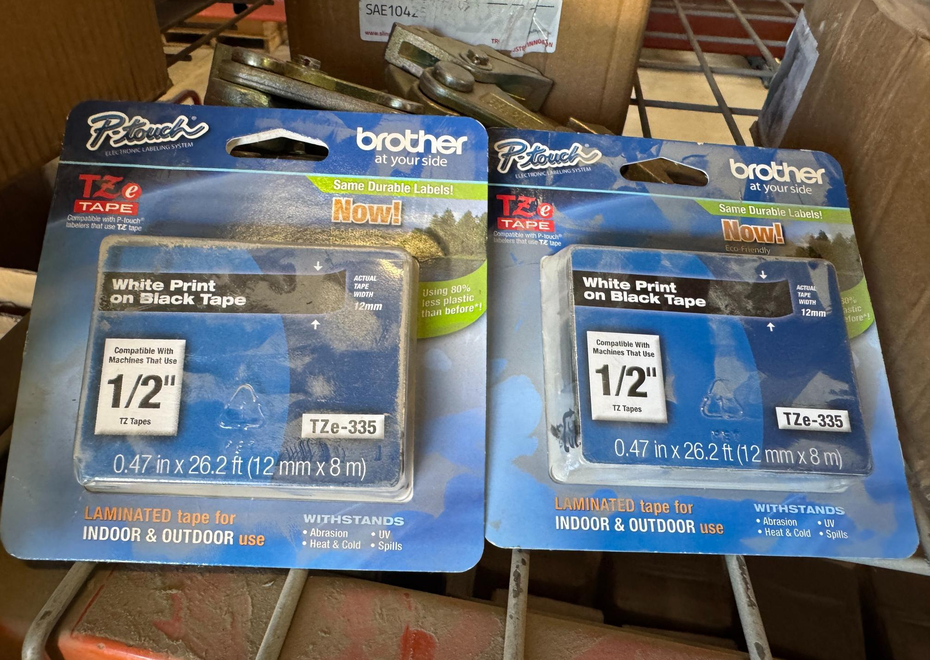 SAE1042
P-touch®
ELECTRONIC LABELING SYSTEM
brother
at your side
TZe
TAPE
Compatible with P-touch®
labelers that use TZ tape
Same Durable Labels!
Now!
Using 80%
less plastic
than before*!
White Print
on Black Tape
ACTUAL
TAPE
WIDTH
12mm
Compatible With
Machines That Use
1/2"
TZ Tapes
TZe-335
0.47 in x 26.2 ft (12 mm x 8 m)
LAMINATED tape for
INDOOR & OUTDOOR use
WITHSTANDS
• Abrasion • UV
• Heat & Cold • Spills
P-touch®
ELECTRONIC LABELING SYSTEM
brother
at your side
TZe
TAPE
Compatible with P-touch®
labelers that use TZ tape
Same Durable Labels!
Now!
Eco-Friendly
White Print
on Black Tape
ACTUAL
TAPE
WIDTH
12mm
Compatible With
Machines That Use
1/2"
TZ Tapes
TZe-335
0.47 in x 26.2 ft (12 mm x 8 m)
LAMINATED tape for
INDOOR & OUTDOOR use
WITHSTANDS
• Abrasion • UV
• Heat & Cold • Spills